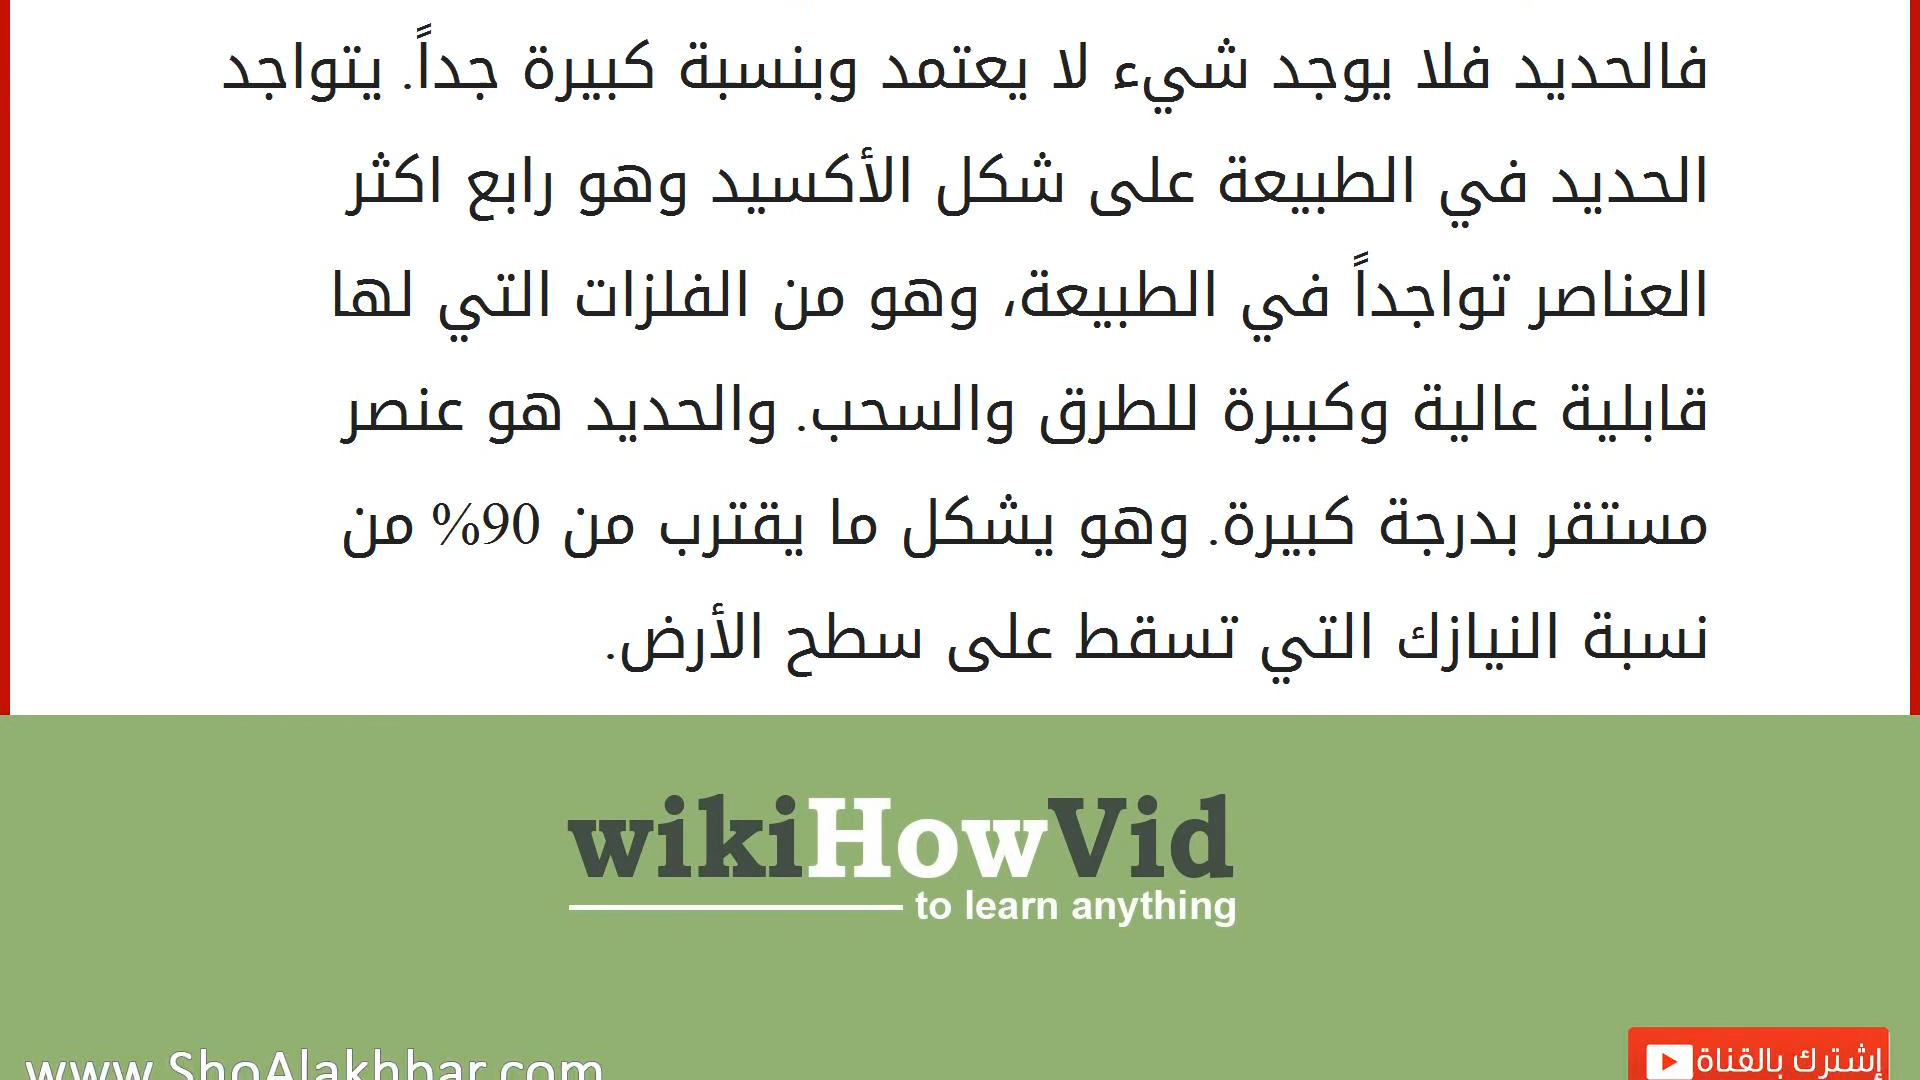 فالحديد فلا يوجد شيء لا يعتمد وبنسبة كبيرة جداً. يتواجد
الحديد في الطبيعة على شكل الأكسيد وهو رابع اكثر
العناصر تواجداً في الطبيعة، وهو من الفلزات التي لها
قابلية عالية وكبيرة للطرق والسحب. والحديد هو عنصر
مستقر بدرجة كبيرة. وهو يشكل ما يقترب من 90% من
نسبة النيازك التي تسقط على سطح الأرض.
wikiHowVid
to learn anything
www.ShoAlakhbar.com
إشترك بالقناة